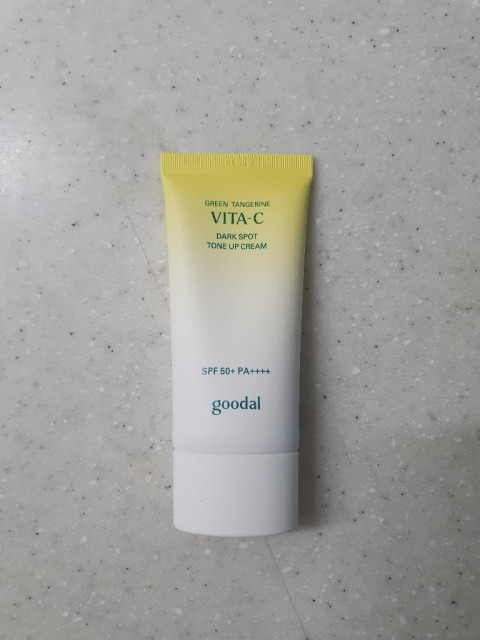 GREEN TANGERINE
VITA-C
DARK SPOT
TONE UP CREAM
SPF 50+ PA++++
goodal